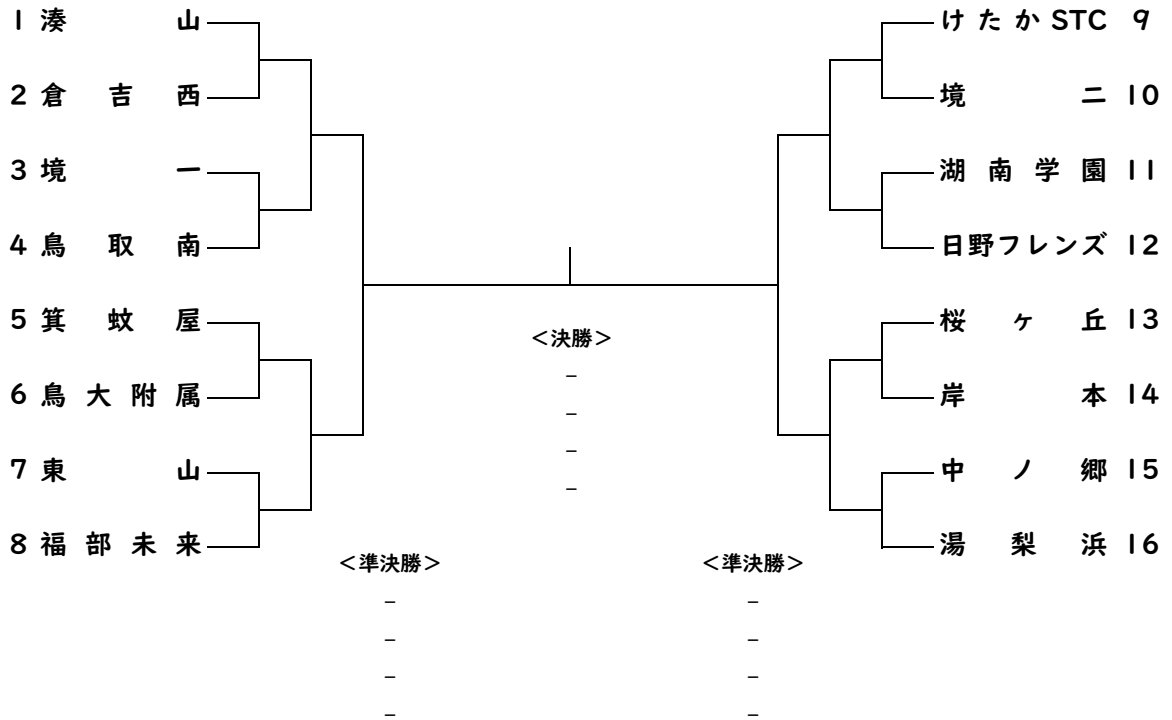 1 湊山
2 倉吉西
3 境一
4 鳥取南
5 箕蚊屋
6 鳥大附属
7 東山
8 福部未来
けたかSTC 9
境二 10
湖南学園 11
日野フレンズ 12
桜ヶ丘 13
岸本 14
中ノ郷 15
湯梨浜 16
＜決勝＞
−
−
−
−
＜準決勝＞
−
−
−
−
＜準決勝＞
−
−
−
−